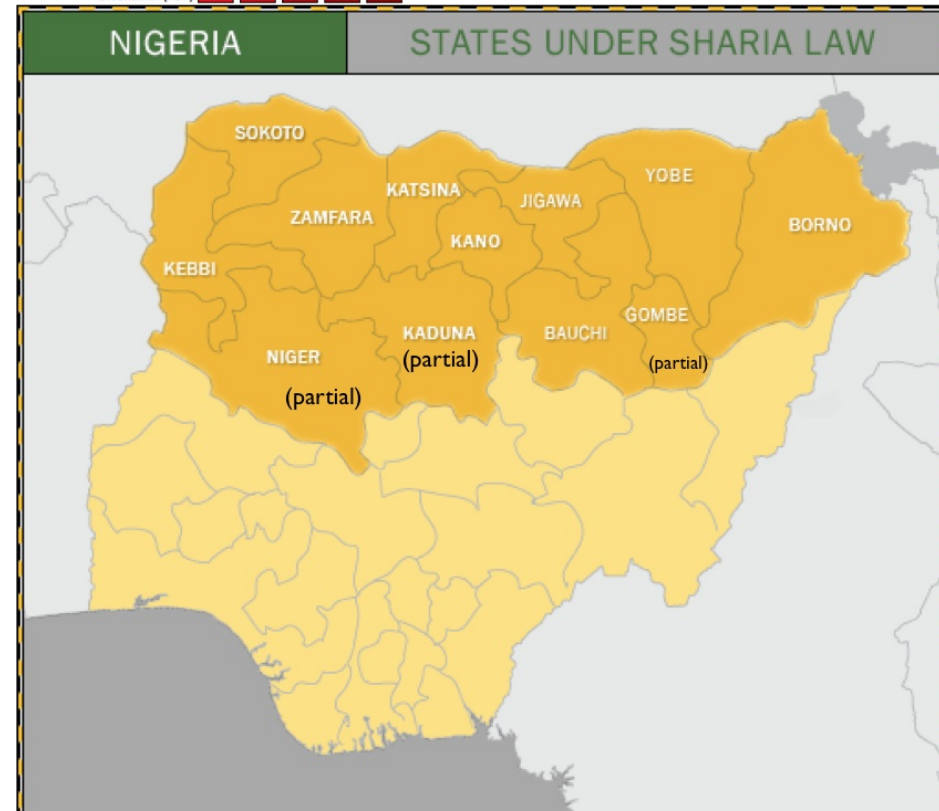 NIGERIA
STATES UNDER SHARIA LAW
SOKOTO
YOBE
KATSINA
JIGAWA
ZAMFARA
BORNO
KANO
KEBBI
GOMBE
KADUNA
BAUCHI
NIGER
(partial)
(partial)
(partial)